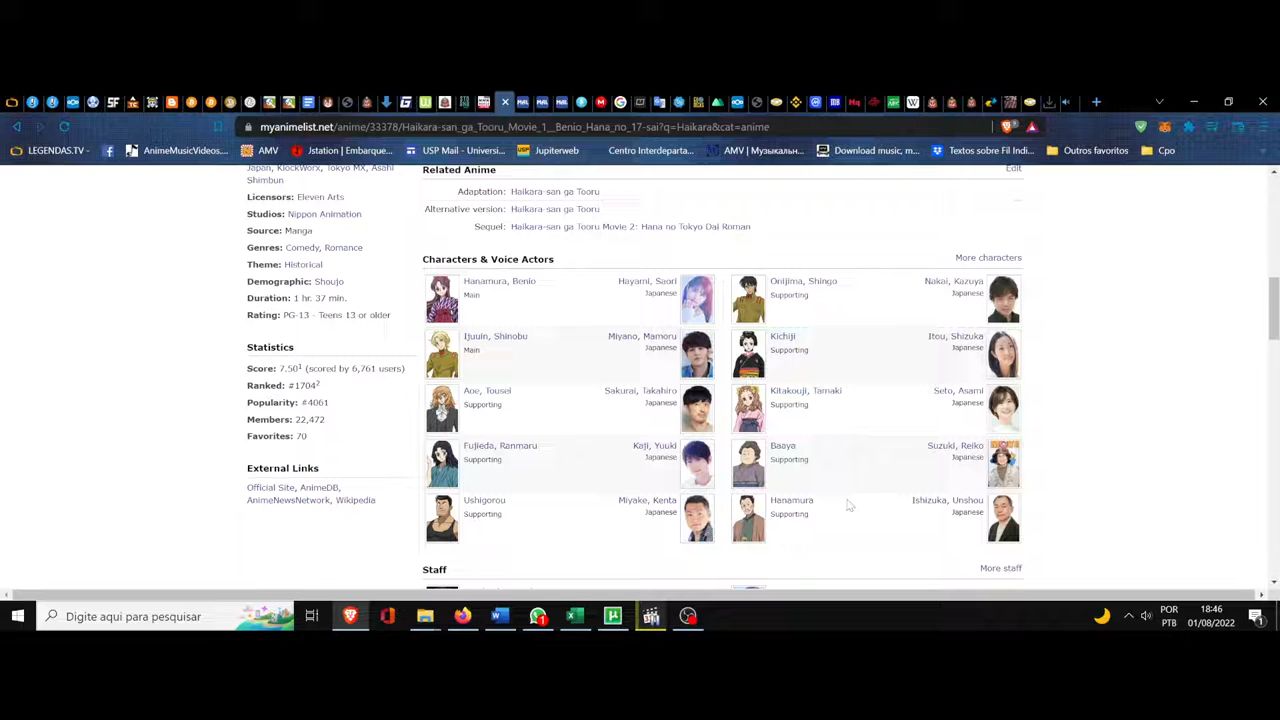 myanimelist.net/anime/33378/Haikara-san_ga_Tooru_Movie_1__Benio_Hana_no_17-sai?q=Haikara&cat=anime
LEGENDAS.TV
AnimeMusicVideos...
AMV
Jstation | Embarque...
USP Mail - Universi...
Jupiterweb
Centro Interdeparta...
AMV | Музыкальн...
Download music, m...
Textos sobre Fil Indi...
Outros favoritos
Cpo
Japan, KlockWorx, Tokyo MX, Asahi
Shimbun
Licensors: Eleven Arts
Studios: Nippon Animation
Source: Manga
Genres: Comedy, Romance
Theme: Historical
Demographic: Shoujo
Duration: 1 hr. 37 min.
Rating: PG-13 - Teens 13 or older
Statistics
Score: 7.50¹ (scored by 6,761 users)
Ranked: #1704²
Popularity: #4061
Members: 22,472
Favorites: 70
External Links
Official Site, AnimeDB,
AnimeNewsNetwork, Wikipedia
Related Anime
Edit
Adaptation: Haikara-san ga Tooru
Alternative version: Haikara-san ga Tooru
Sequel: Haikara-san ga Tooru Movie 2: Hana no Tokyo Dai Roman
Characters & Voice Actors
More characters
Hanamura, Benio
Main
Hayami, Saori
Japanese
Onijima, Shingo
Supporting
Nakai, Kazuya
Japanese
Ijuuin, Shinobu
Main
Miyano, Mamoru
Japanese
Kichiji
Supporting
Itou, Shizuka
Japanese
Aoe, Tousei
Supporting
Sakurai, Takahiro
Japanese
Kitakouji, Tamaki
Supporting
Seto, Asami
Japanese
Fujieda, Ranmaru
Supporting
Kaji, Yuuki
Japanese
Baaya
Supporting
Suzuki, Reiko
Japanese
Ushigorou
Supporting
Miyake, Kenta
Japanese
Hanamura
Supporting
Ishizuka, Unshou
Japanese
Staff
More staff
Digite aqui para pesquisar
POR
PTB
18:46
01/08/2022